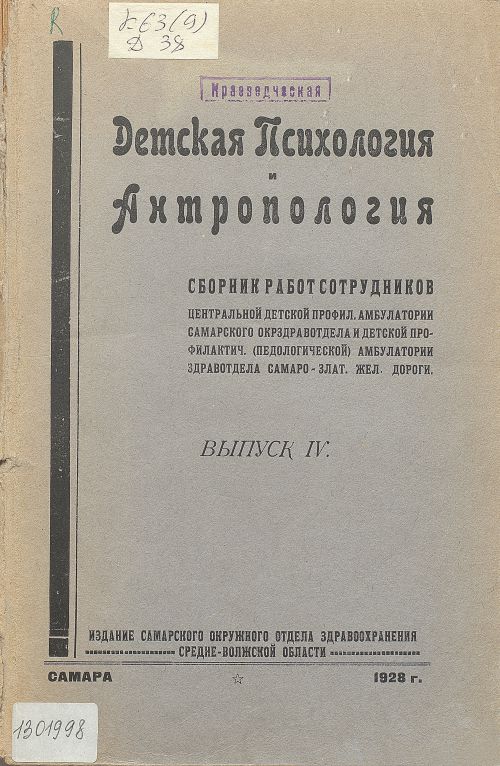 К63(9)
Д 38
Краеведческая
Детская Психология
и
Антропология
СБОРНИК РАБОТ СОТРУДНИКОВ
ЦЕНТРАЛЬНОЙ ДЕТСКОЙ ПРОФИЛ. АМБУЛАТОРИИ
САМАРСКОГО ОКРЗДРАВОТДЕЛА И ДЕТСКОЙ ПРО-
ФИЛАКТИЧ. (ПЕДОЛОГИЧЕСКОЙ) АМБУЛАТОРИИ
ЗДРАВОТДЕЛА САМАРО-ЗЛАТ. ЖЕЛ. ДОРОГИ.
ВЫПУСК IV.
ИЗДАНИЕ САМАРСКОГО ОКРУЖНОГО ОТДЕЛА ЗДРАВООХРАНЕНИЯ
СРЕДНЕ-ВОЛЖСКОЙ ОБЛАСТИ
САМАРА 1928 г.
1301998